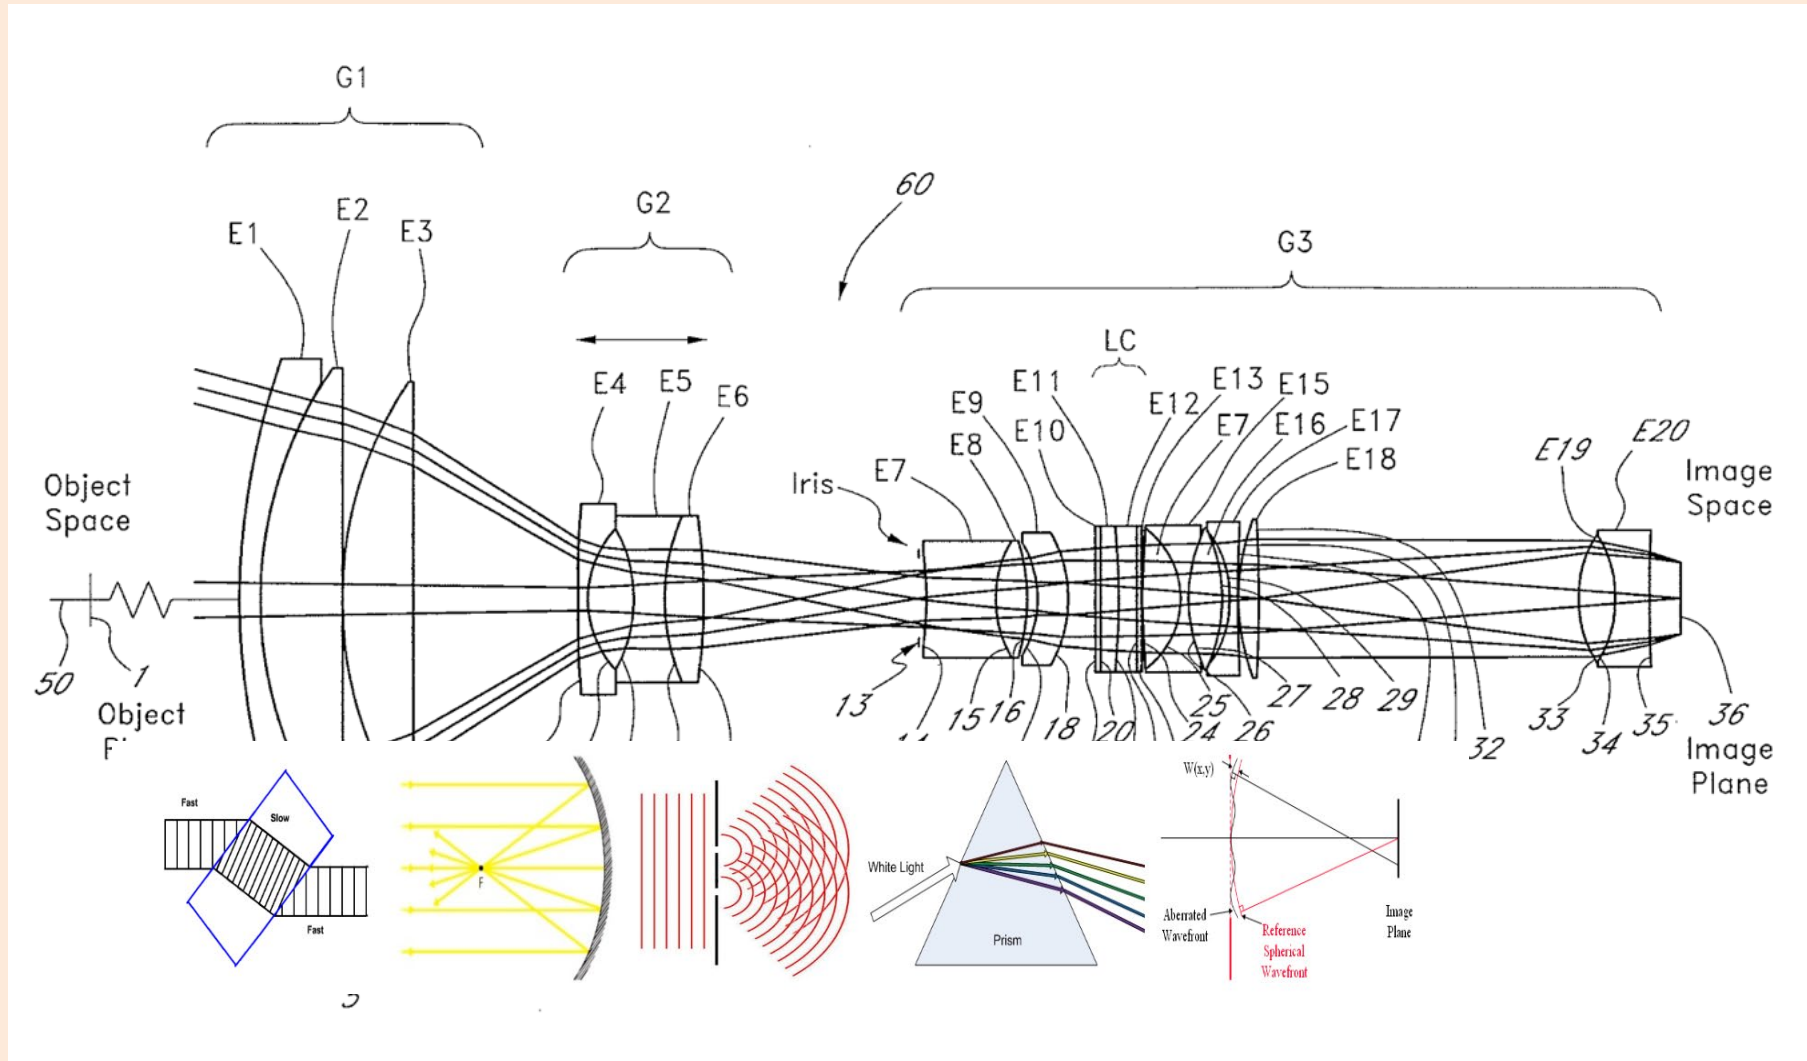 G1
G2
60
E1
E2
E3
G3
LC
E4
E5
E6
E9
E11
E13
E15
E12
E7
E16
E17
E10
E8
E18
E7
E19
E20
Iris
Object
Space
Image
Space
50
1
13
15
16
18
20
24
25
26
27
28
29
32
33
34
35
36
Object
Image
Plane
Fast
Slow
Fast
F
White Light
Prism
W(x,y)
Aberrated
Wavefront
Reference
Spherical
Wavefront
Image
Plane